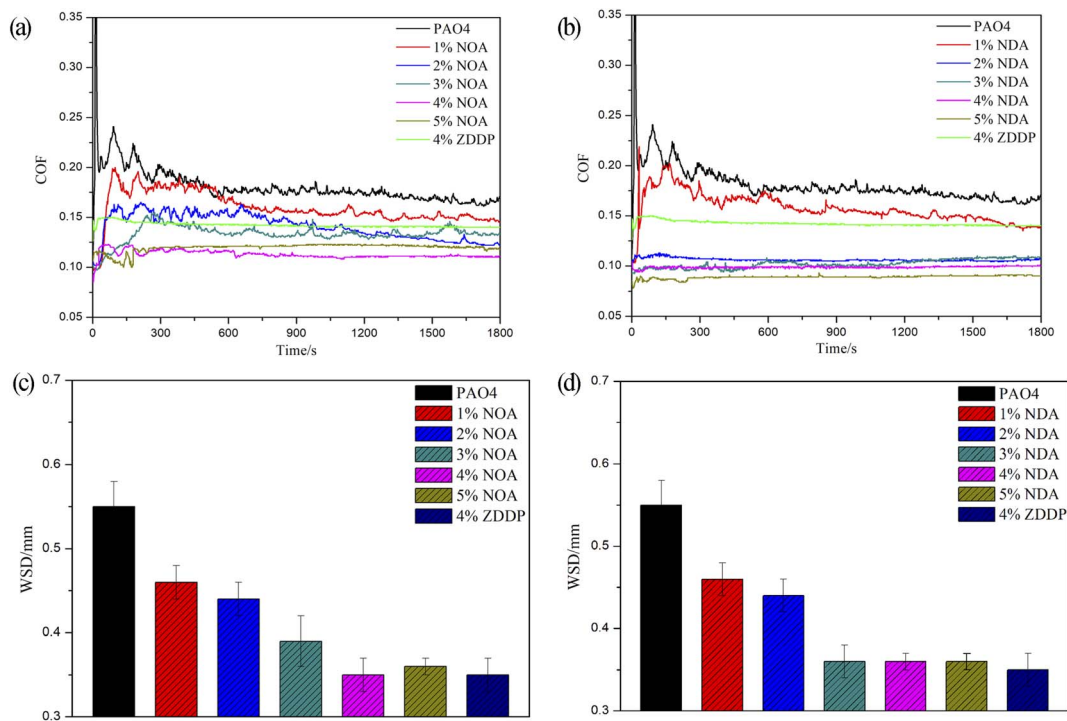 (a)
0.35
0.30
0.25
0.20
0.15
0.10
0.05
COF
0 300 600 900 1200 1500 1800
Time/s
PAO4
1% NOA
2% NOA
3% NOA
4% NOA
5% NOA
4% ZDDP
(b)
0.35
0.30
0.25
0.20
0.15
0.10
0.05
COF
0 300 600 900 1200 1500 1800
Time/s
PAO4
1% NDA
2% NDA
3% NDA
4% NDA
5% NDA
4% ZDDP
(c)
0.7
0.6
0.5
0.4
0.3
WSD/mm
PAO4
1% NOA
2% NOA
3% NOA
4% NOA
5% NOA
4% ZDDP
(d)
0.7
0.6
0.5
0.4
0.3
WSD/mm
PAO4
1% NDA
2% NDA
3% NDA
4% NDA
5% NDA
4% ZDDP